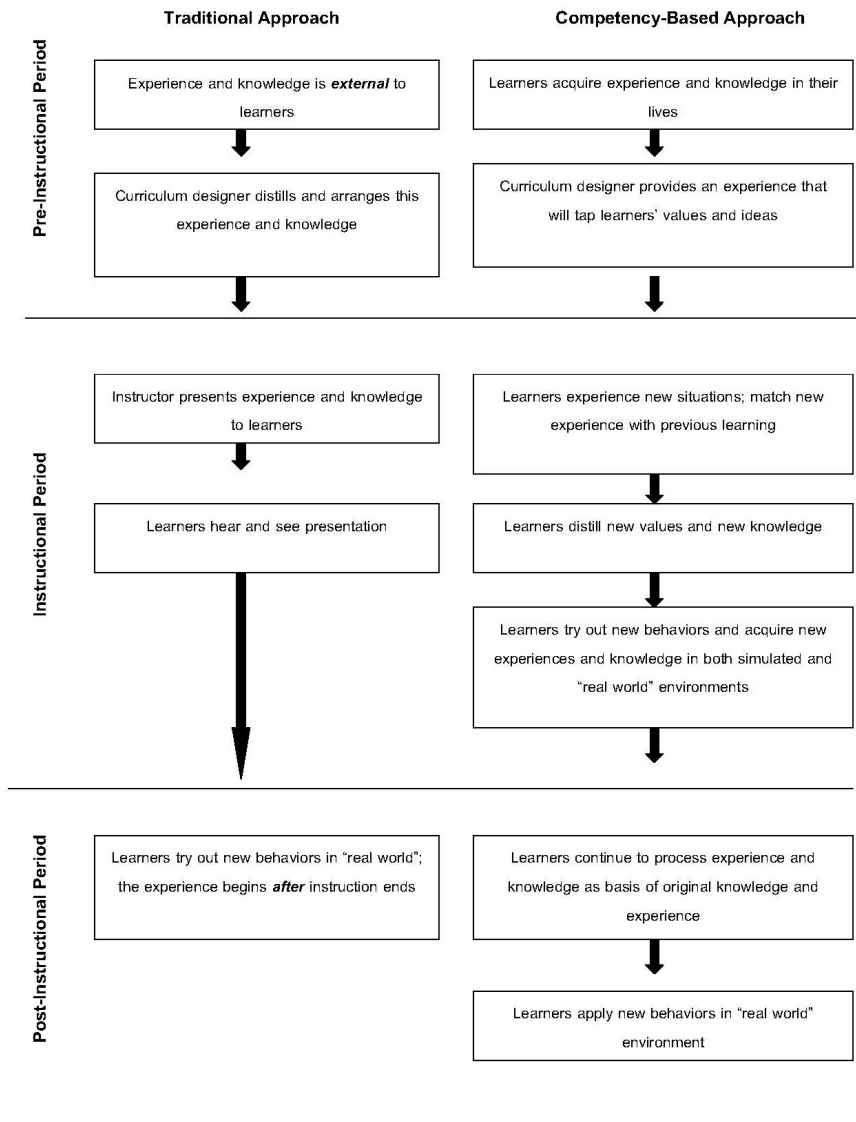 Traditional Approach
Competency-Based Approach
Pre-Instructional Period
Experience and knowledge is external to
learners
Learners acquire experience and knowledge in their
lives
Curriculum designer distills and arranges this
experience and knowledge
Curriculum designer provides an experience that
will tap learners’ values and ideas
Instructional Period
Instructor presents experience and knowledge
to learners
Learners experience new situations; match new
experience with previous learning
Learners hear and see presentation
Learners distill new values and new knowledge
Learners try out new behaviors and acquire new
experiences and knowledge in both simulated and
“real world” environments
Post-Instructional Period
Learners try out new behaviors in “real world”;
the experience begins after instruction ends
Learners continue to process experience and
knowledge as basis of original knowledge and
experience
Learners apply new behaviors in “real world”
environment